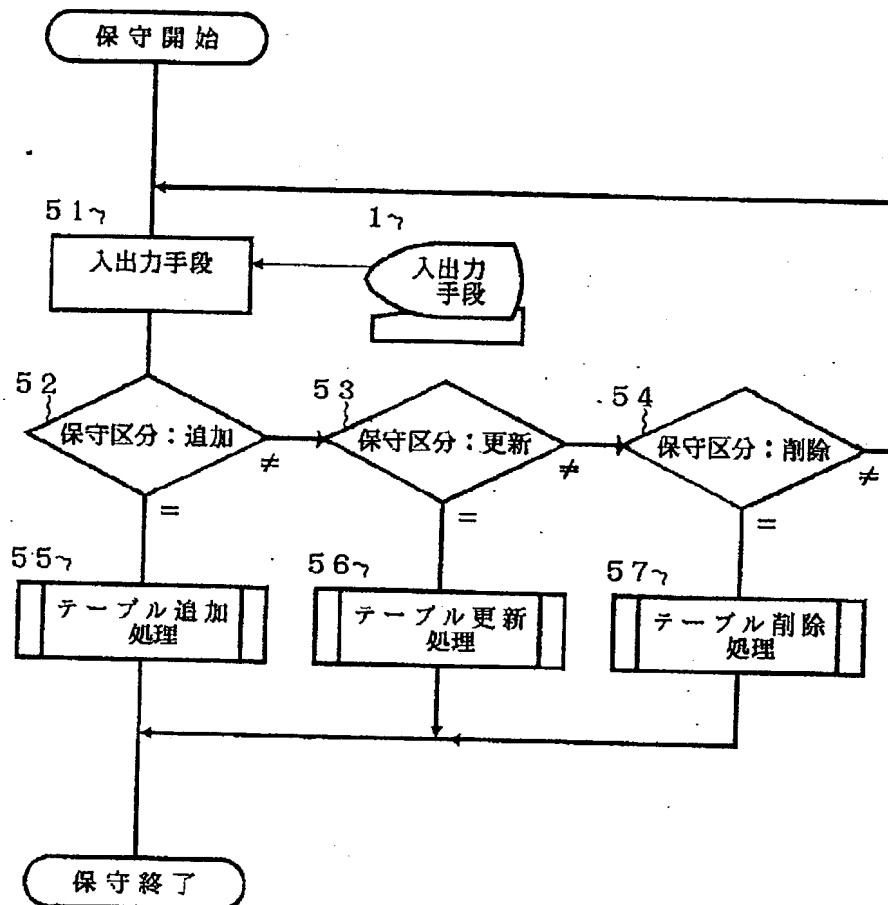 保守開始
51
1
入出力手段
入出力
手段
52
53
54
保守区分:追加
保守区分:更新
保守区分:削除
≠
≠
≠
=
=
=
55
56
57
テーブル追加
処理
テーブル更新
処理
テーブル削除
処理
保守終了